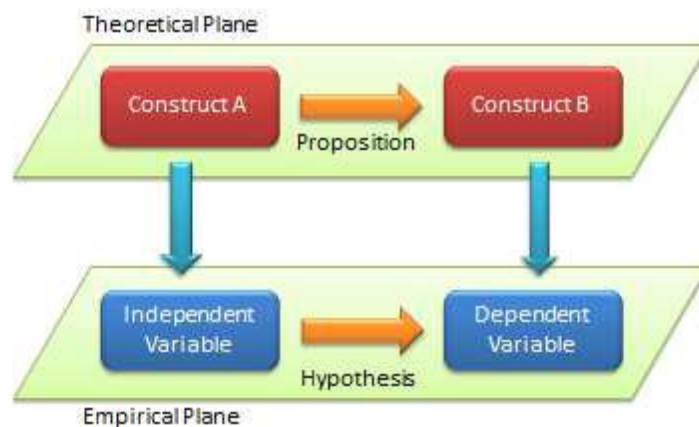 Theoretical Plane
Construct A
Construct B
Proposition
Independent
Variable
Dependent
Variable
Hypothesis
Empirical Plane